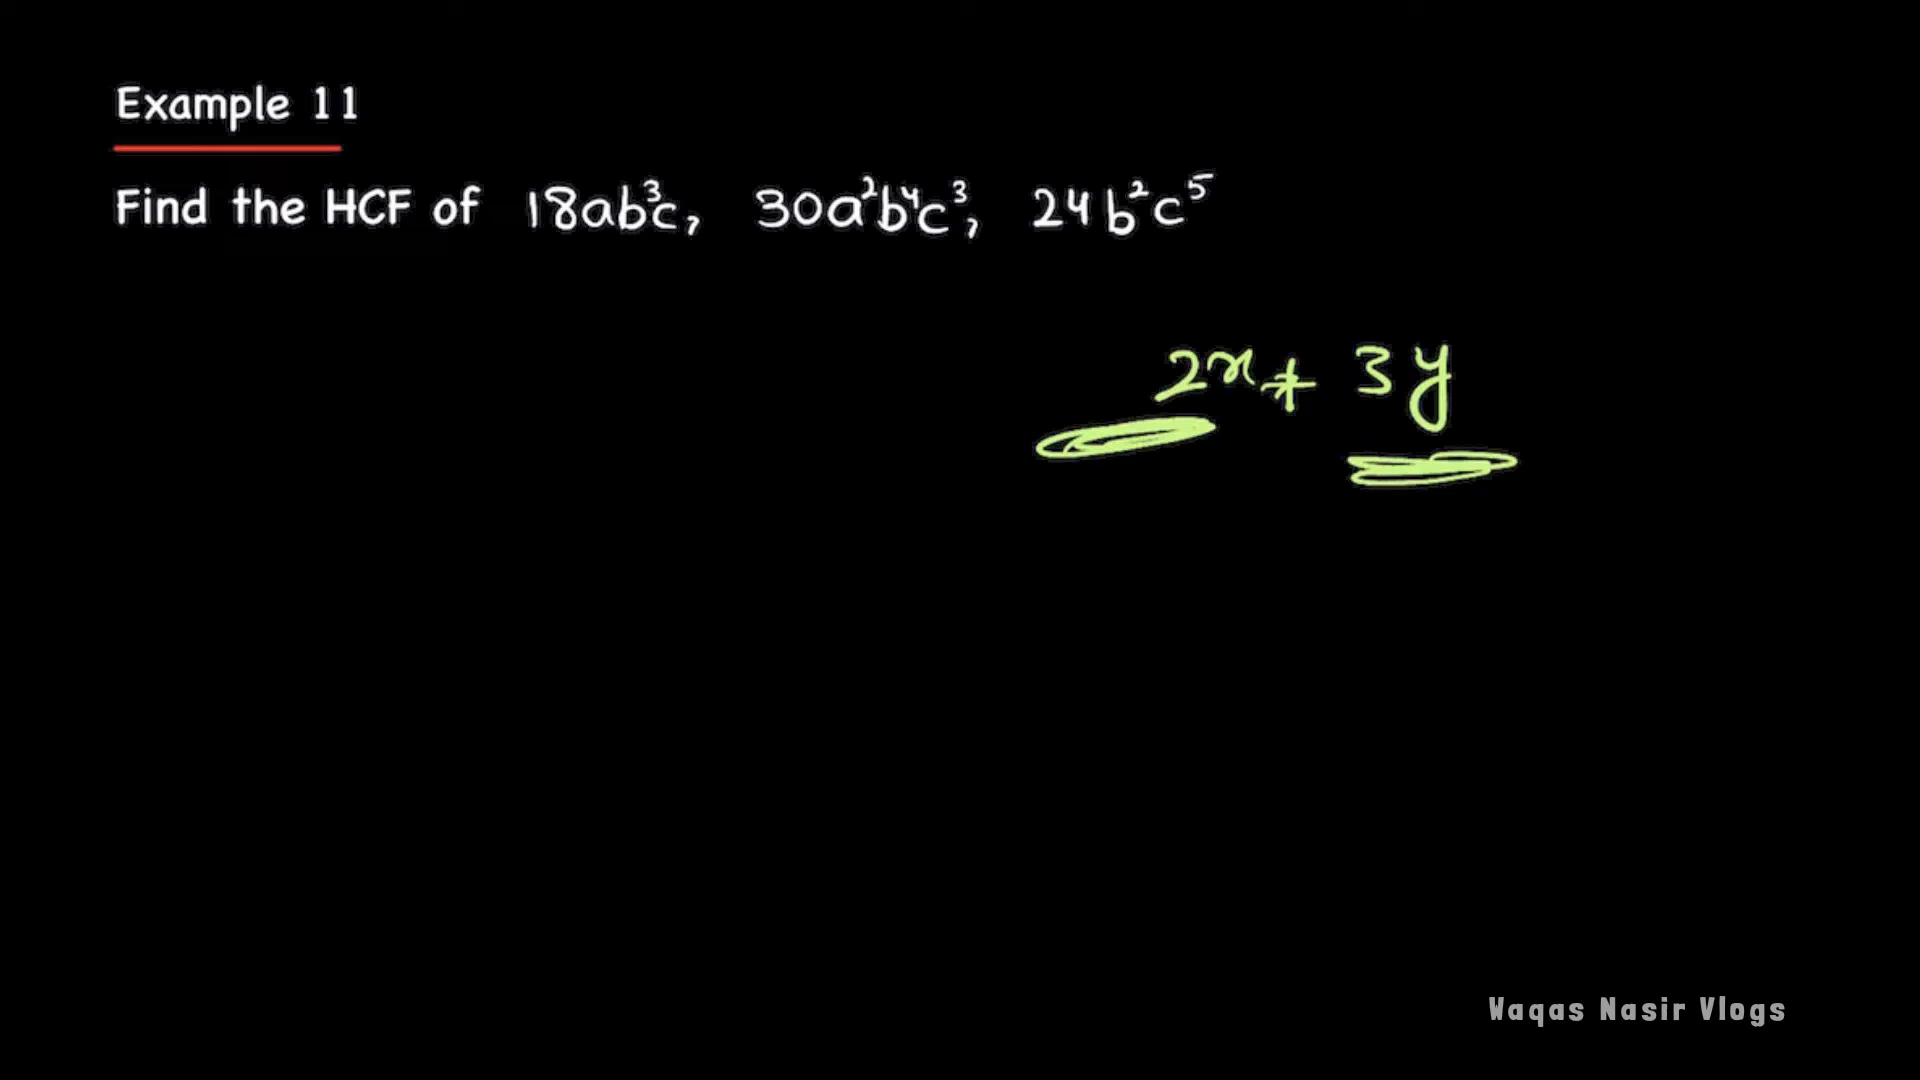 Example 11
Find the HCF of 18ab³c, 30a²b⁴c³, 24b²c⁵
2x + 3y
Waqas Nasir Vlogs